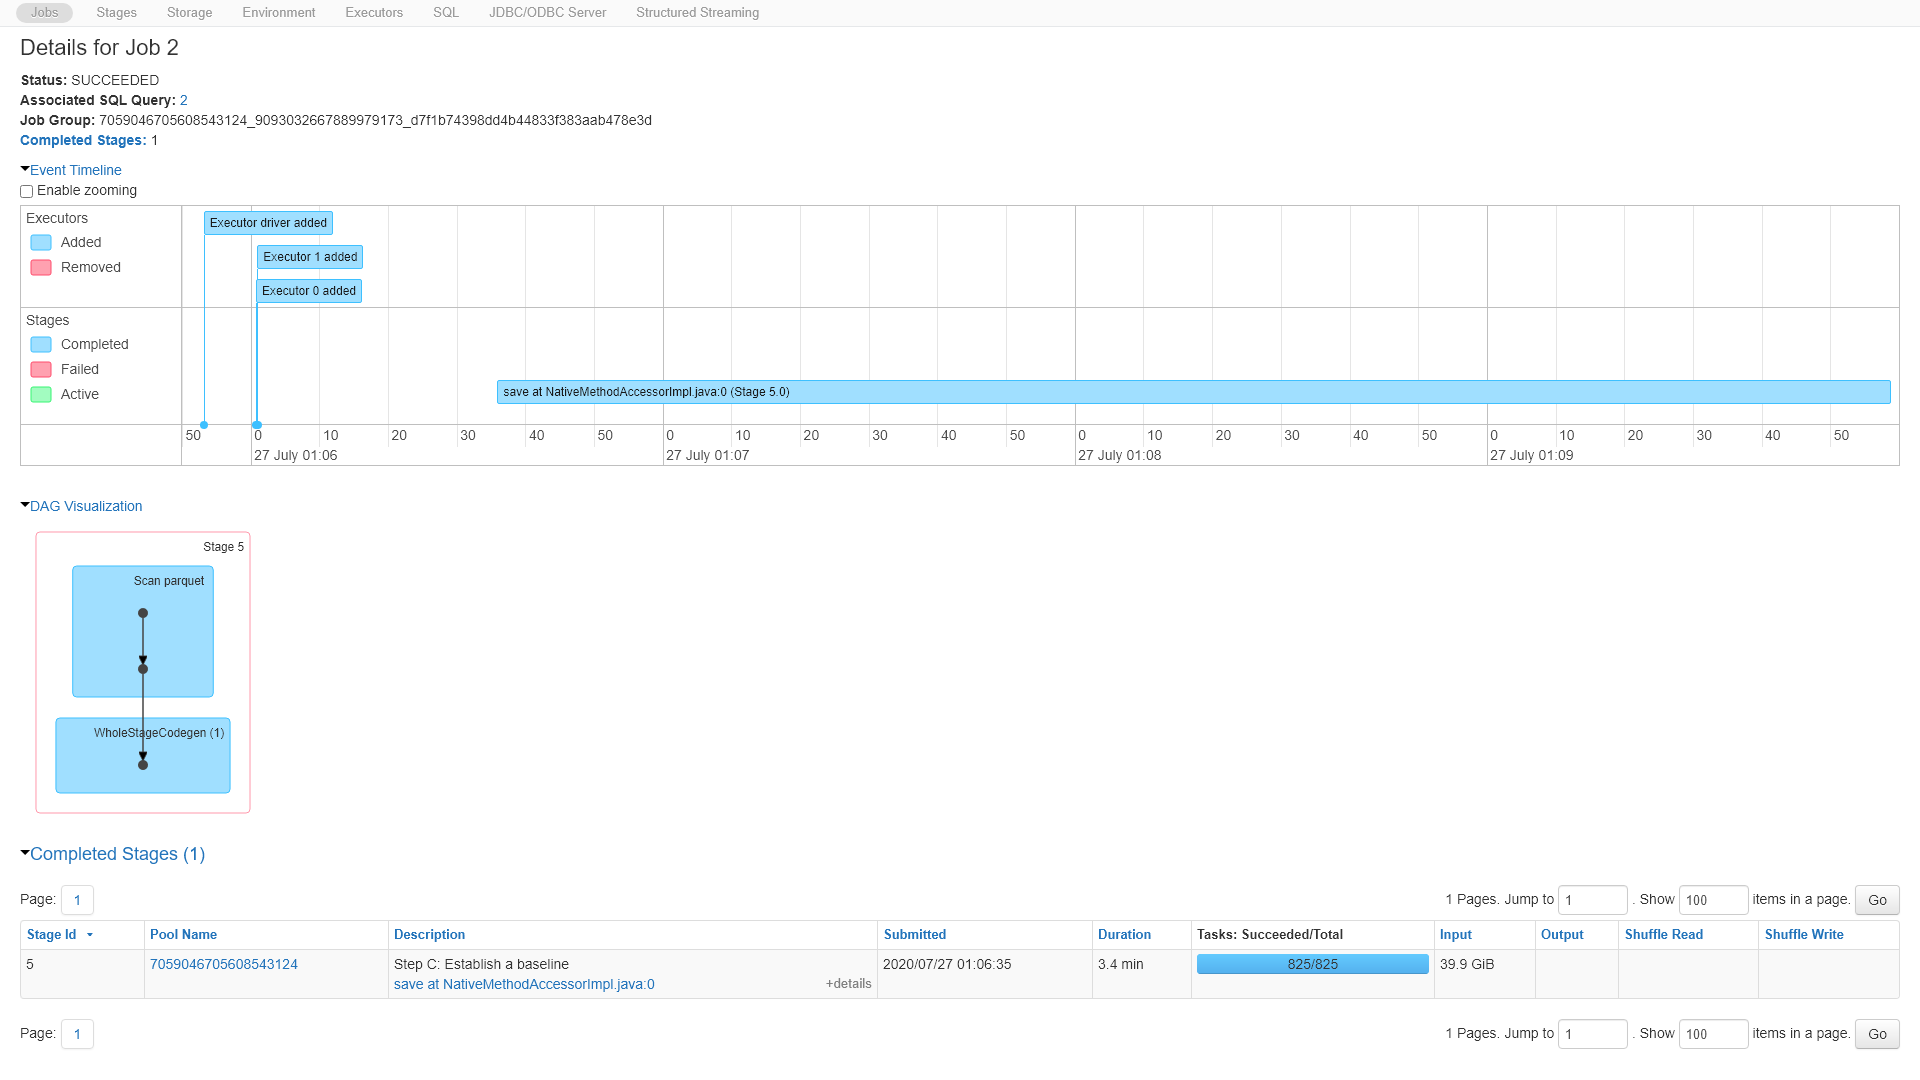 Jobs Stages Storage Environment Executors SQL JDBC/ODBC Server Structured Streaming
Details for Job 2
Status: SUCCEEDED
Associated SQL Query: 2
Job Group: 7059046705608543124_9093032667889979173_d7f1b74398dd4b44833f383aab478e3d
Completed Stages: 1
Event Timeline
Enable zooming
Executors
Added
Removed
Executor driver added
Executor 1 added
Executor 0 added
Stages
Completed
Failed
Active
save at NativeMethodAccessorImpl.java:0 (Stage 5.0)
50 0 10 20 30 40 50 0 10 20 30 40 50 0 10 20 30 40 50 0 10 20 30 40 50
27 July 01:06 27 July 01:07 27 July 01:08 27 July 01:09
DAG Visualization
Stage 5
Scan parquet
WholeStageCodegen (1)
Completed Stages (1)
Page: 1 1 Pages. Jump to 1 . Show 100 items in a page. Go
Stage Id Pool Name Description Submitted Duration Tasks: Succeeded/Total Input Output Shuffle Read Shuffle Write
5 7059046705608543124 Step C: Establish a baseline 2020/07/27 01:06:35 3.4 min 825/825 39.9 GiB
save at NativeMethodAccessorImpl.java:0 +details
Page: 1 1 Pages. Jump to 1 . Show 100 items in a page. Go